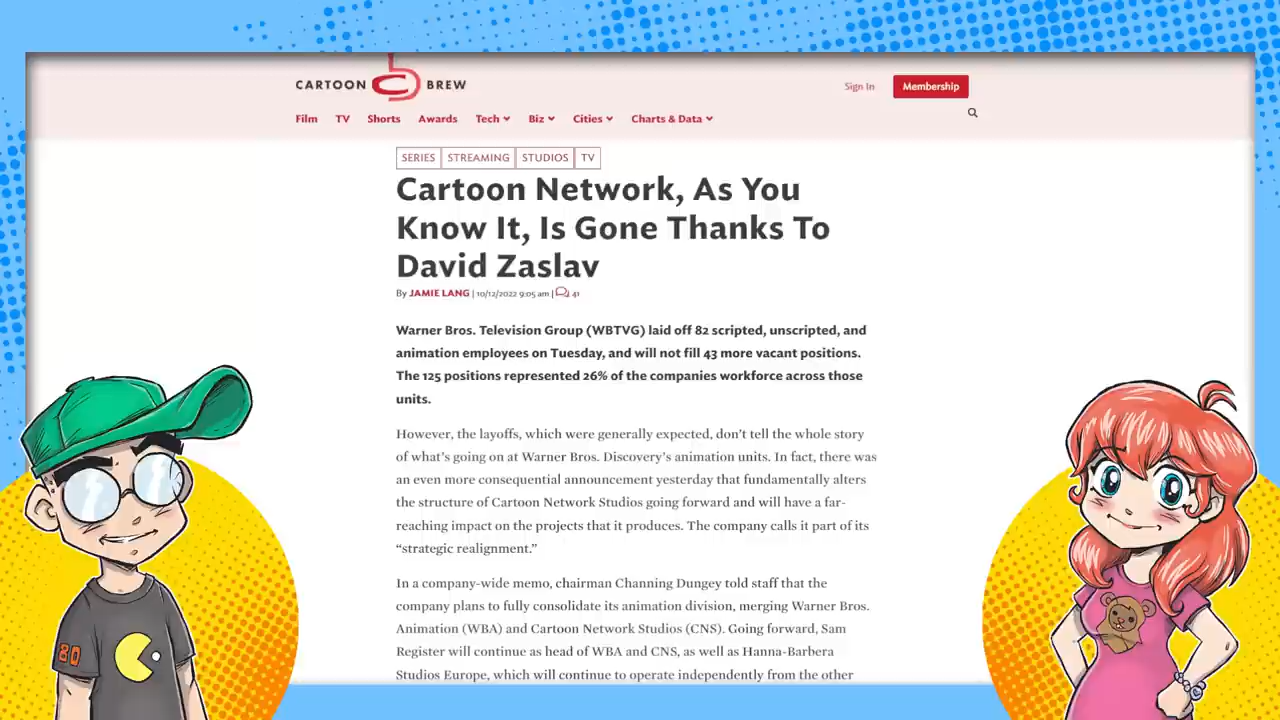 CARTOON BREW
Sign In
Membership
Film TV Shorts Awards Tech Biz Cities Charts & Data
SERIES STREAMING STUDIOS TV
Cartoon Network, As You
Know It, Is Gone Thanks To
David Zaslav
By JAMIE LANG | 10/12/2022 9:05 am | 41
Warner Bros. Television Group (WBTVG) laid off 82 scripted, unscripted, and
animation employees on Tuesday, and will not fill 43 more vacant positions.
The 125 positions represented 26% of the companies workforce across those
units.
However, the layoffs, which were generally expected, don't tell the whole story
of what's going on at Warner Bros. Discovery's animation units. In fact, there was
an even more consequential announcement yesterday that fundamentally alters
the structure of Cartoon Network Studios going forward and will have a far-
reaching impact on the projects that it produces. The company calls it part of its
“strategic realignment.”
In a company-wide memo, chairman Channing Dungey told staff that the
company plans to fully consolidate its animation division, merging Warner Bros.
Animation (WBA) and Cartoon Network Studios (CNS). Going forward, Sam
Register will continue as head of WBA and CNS, as well as Hanna-Barbera
Studios Europe, which will continue to operate independently from the other
80